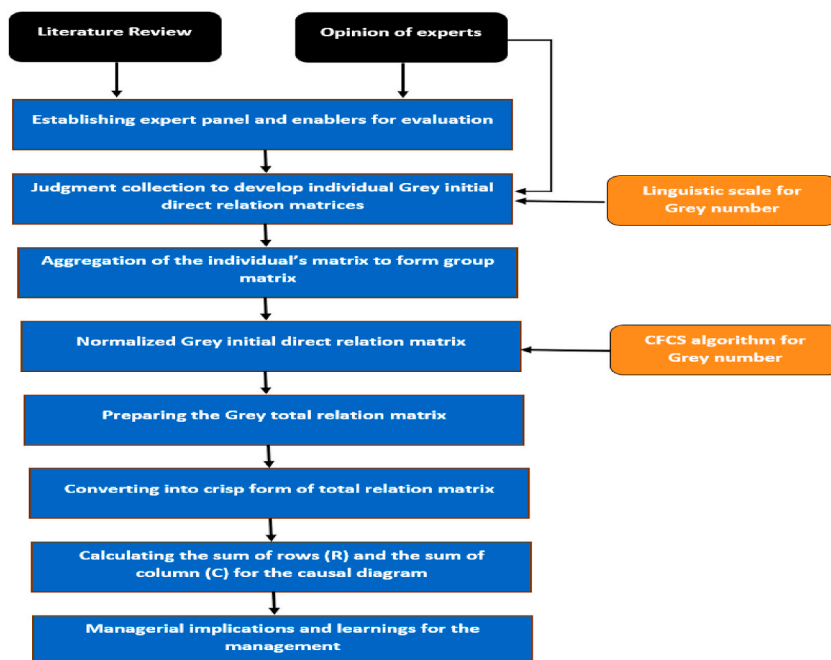 Literature Review
Opinion of experts
Establishing expert panel and enablers for evaluation
Judgment collection to develop individual Grey initial
direct relation matrices
Linguistic scale for
Grey number
Aggregation of the individual’s matrix to form group
matrix
Normalized Grey initial direct relation matrix
CFCS algorithm for
Grey number
Preparing the Grey total relation matrix
Converting into crisp form of total relation matrix
Calculating the sum of rows (R) and the sum of
column (C) for the causal diagram
Managerial implications and learnings for the
management